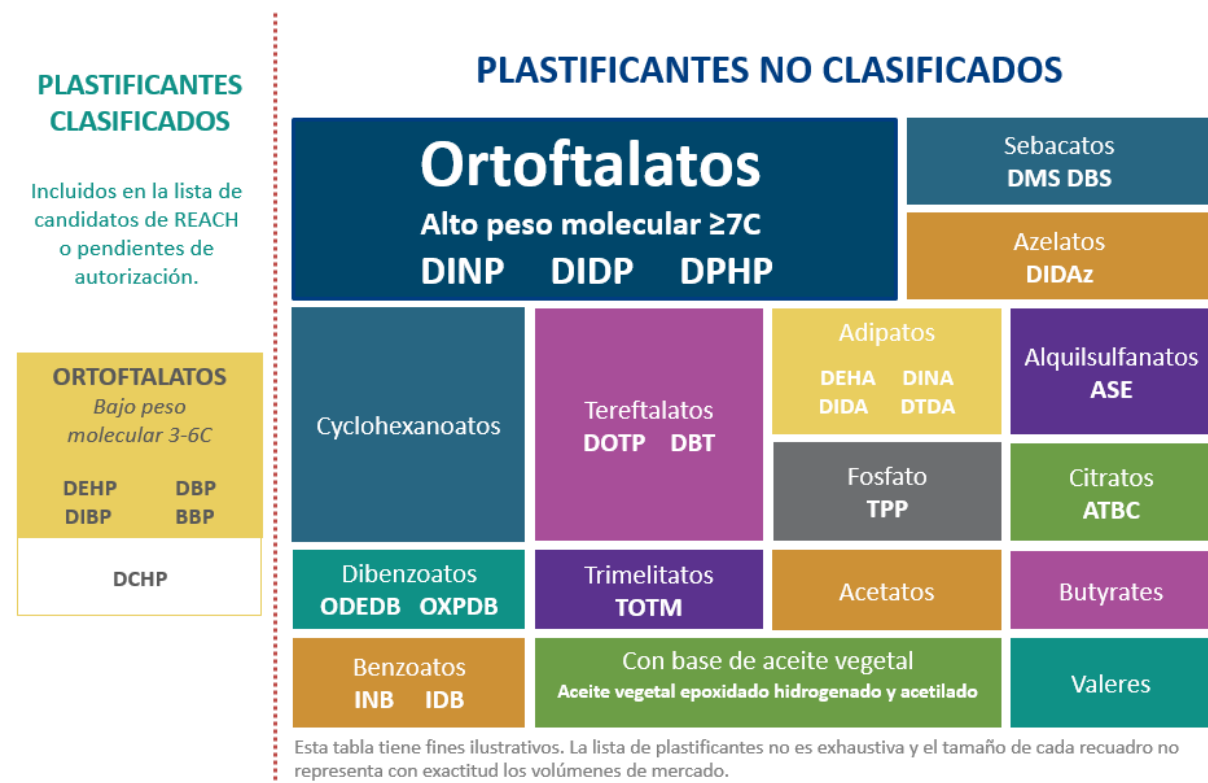 PLASTIFICANTES
CLASIFICADOS
Incluidos en la lista de
candidatos de REACH
o pendientes de
autorización.
ORTOFTALATOS
Bajo peso
molecular 3-6C
DEHP DBP
DIBP BBP
DCHP
PLASTIFICANTES NO CLASIFICADOS
Ortoftalatos
Alto peso molecular ≥7C
DINP DIDP DPHP
Sebacatos
DMS DBS
Azelatos
DIDAz
Cyclohexanoatos
Tereftalatos
DOTP DBT
Adipatos
DEHA DINA
DIDA DTDA
Alquilsulfanatos
ASE
Fosfato
TPP
Citratos
ATBC
Dibenzoatos
ODEDB OXPDB
Trimelitatos
TOTM
Acetatos
Butyrates
Benzoatos
INB IDB
Con base de aceite vegetal
Aceite vegetal epoxidado hidrogenado y acetilado
Valeres
Esta tabla tiene fines ilustrativos. La lista de plastificantes no es exhaustiva y el tamaño de cada recuadro no
representa con exactitud los volúmenes de mercado.